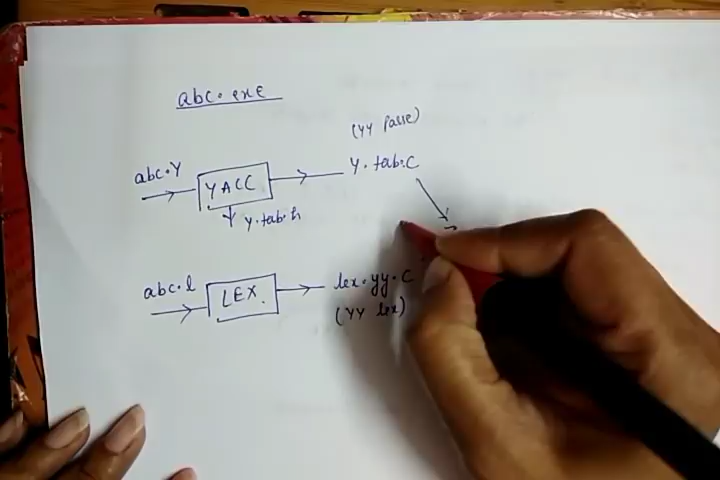 abc.exe
(YY Parse)
abc.Y YACC y.tab.c
y.tab.h
abc.l LEX. lex.yy.c
(YY lex)